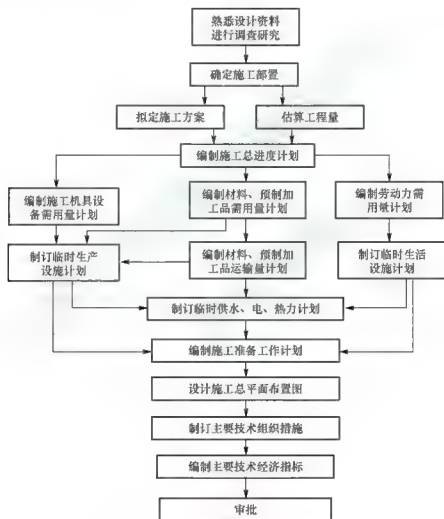 熟悉设计资料
进行调查研究
确定施工部署
拟定施工方案
估算工程量
编制施工总进度计划
编制施工机具设
备需用量计划
编制材料、预制加
工品需用量计划
编制劳动力需
用量计划
制订临时生产
设施计划
编制材料、预制加工
品运输量计划
制订临时生活
设施计划
制订临时供水、电、热力计划
编制施工准备工作计划
设计施工总平面布置图
制订主要技术组织措施
编制主要技术经济指标
审批